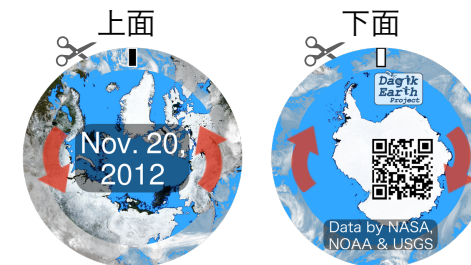 上面
下面
Nov. 20,
2012
Dagik
Earth
Project
Data by NASA,
NOAA & USGS